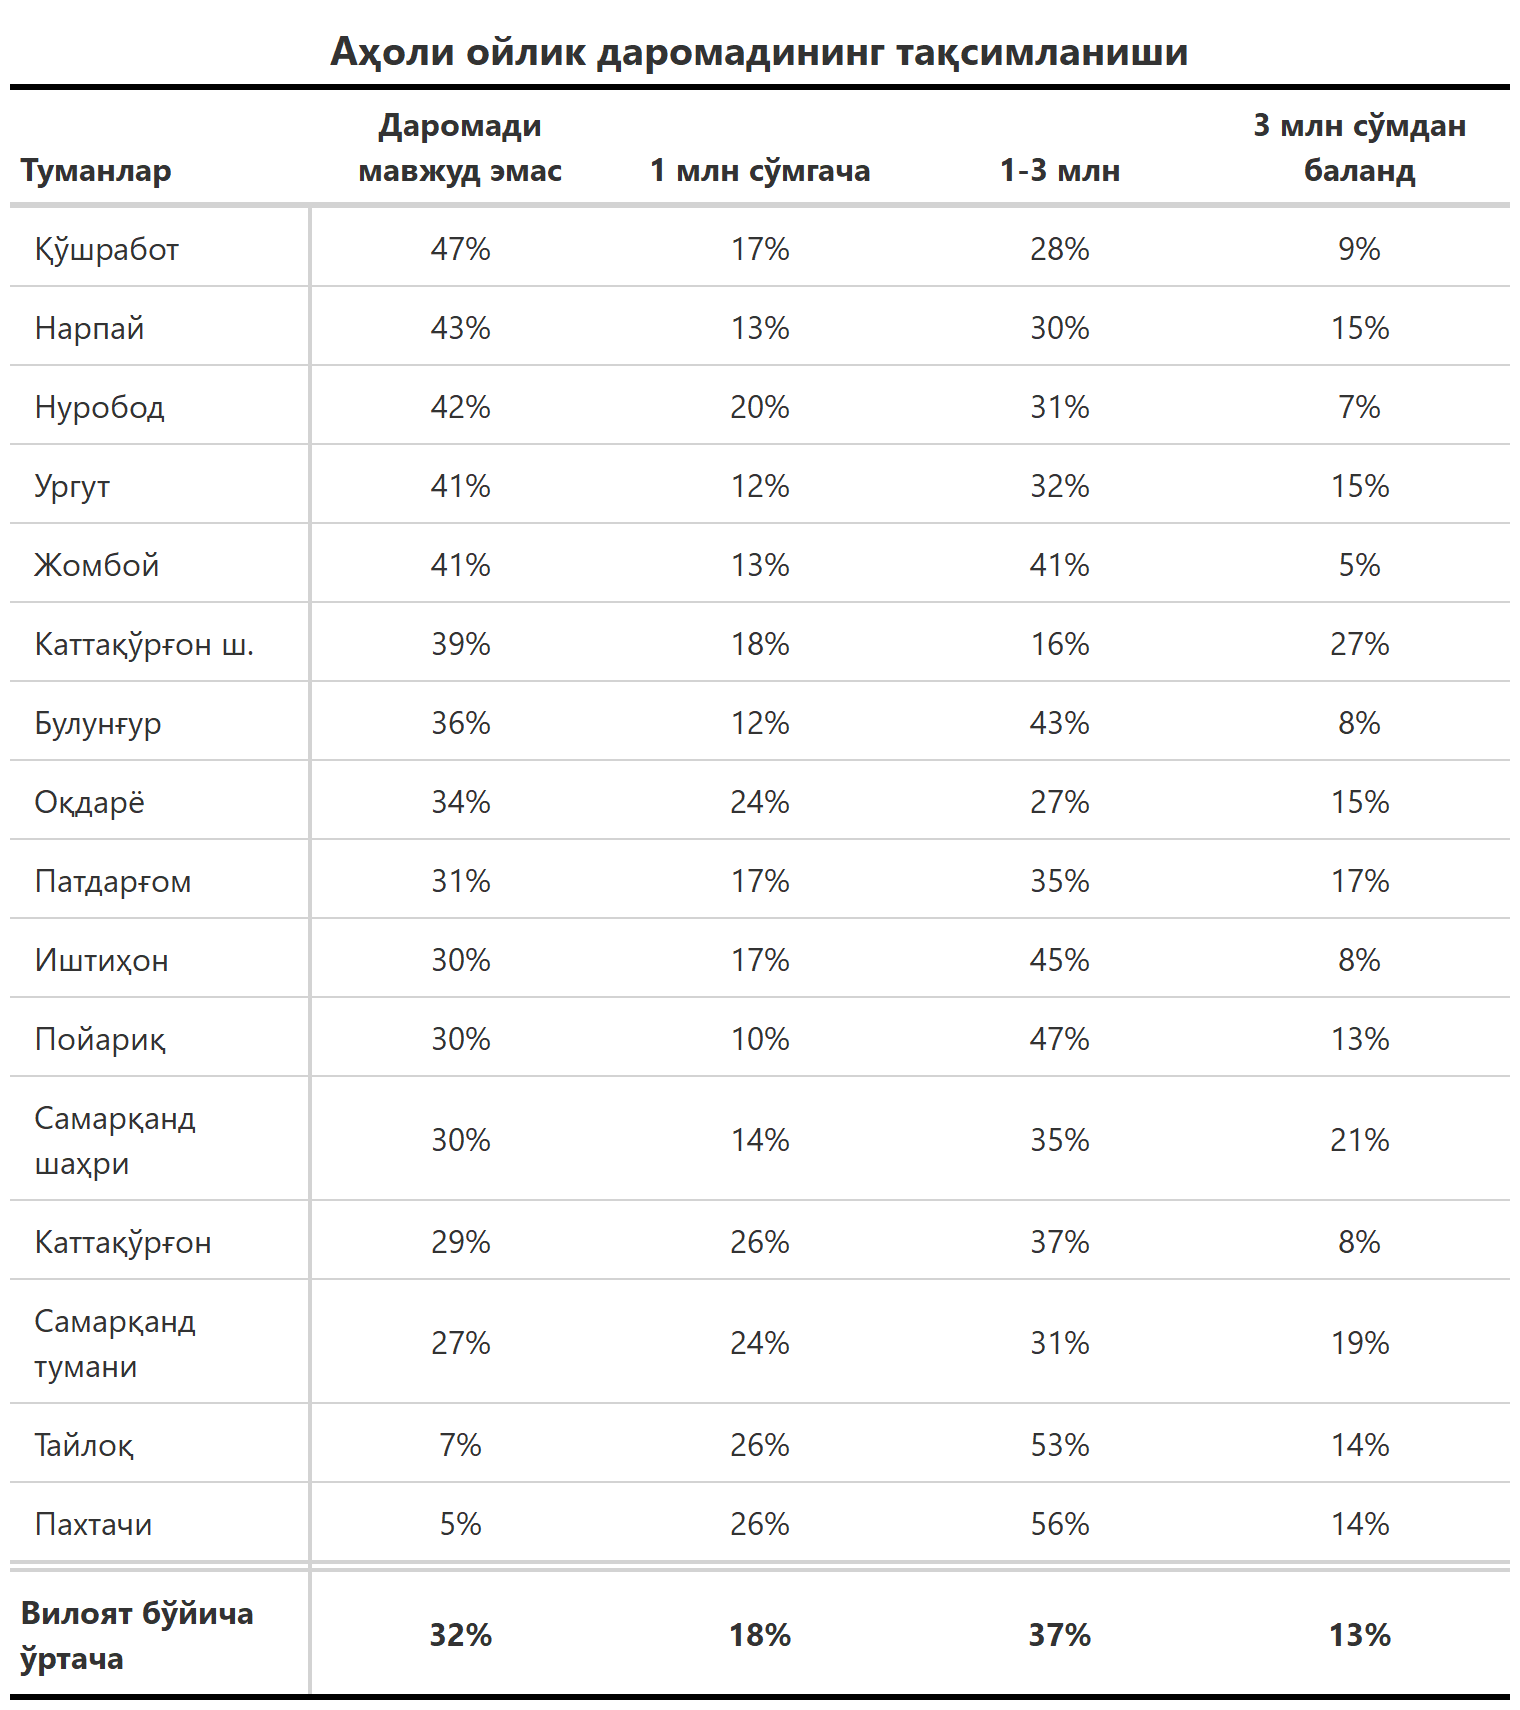 Аҳоли ойлик даромадининг тақсимланиши
Туманлар Даромади мавжуд эмас 1 млн сўмгача 1-3 млн 3 млн сўмдан баланд
Қўшработ 47% 17% 28% 9%
Нарпай 43% 13% 30% 15%
Нуробод 42% 20% 31% 7%
Ургут 41% 12% 32% 15%
Жомбой 41% 13% 41% 5%
Каттақўрғон ш. 39% 18% 16% 27%
Булунғур 36% 12% 43% 8%
Оқдарё 34% 24% 27% 15%
Патдарғом 31% 17% 35% 17%
Иштиҳон 30% 17% 45% 8%
Пойариқ 30% 10% 47% 13%
Самарқанд шаҳри 30% 14% 35% 21%
Каттақўрғон 29% 26% 37% 8%
Самарқанд тумани 27% 24% 31% 19%
Тайлоқ 7% 26% 53% 14%
Пахтачи 5% 26% 56% 14%
Вилоят бўйича ўртача 32% 18% 37% 13%